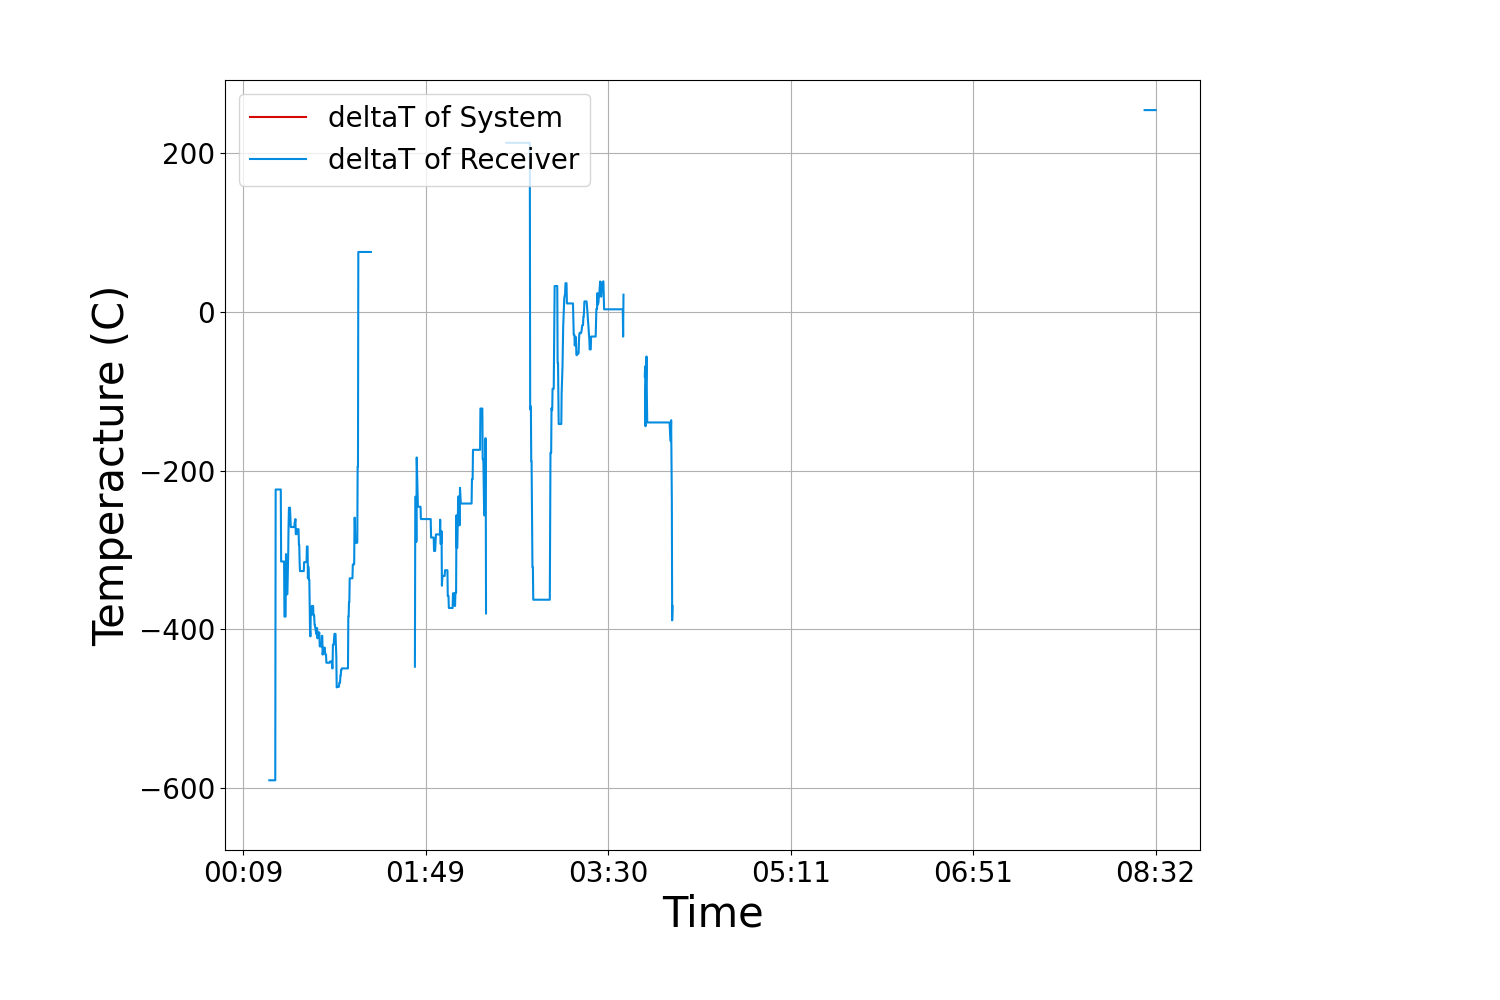 deltaT of System
deltaT of Receiver
200
0
−200
−400
−600
Temperacture (C)
00:09 01:49 03:30 05:11 06:51 08:32
Time